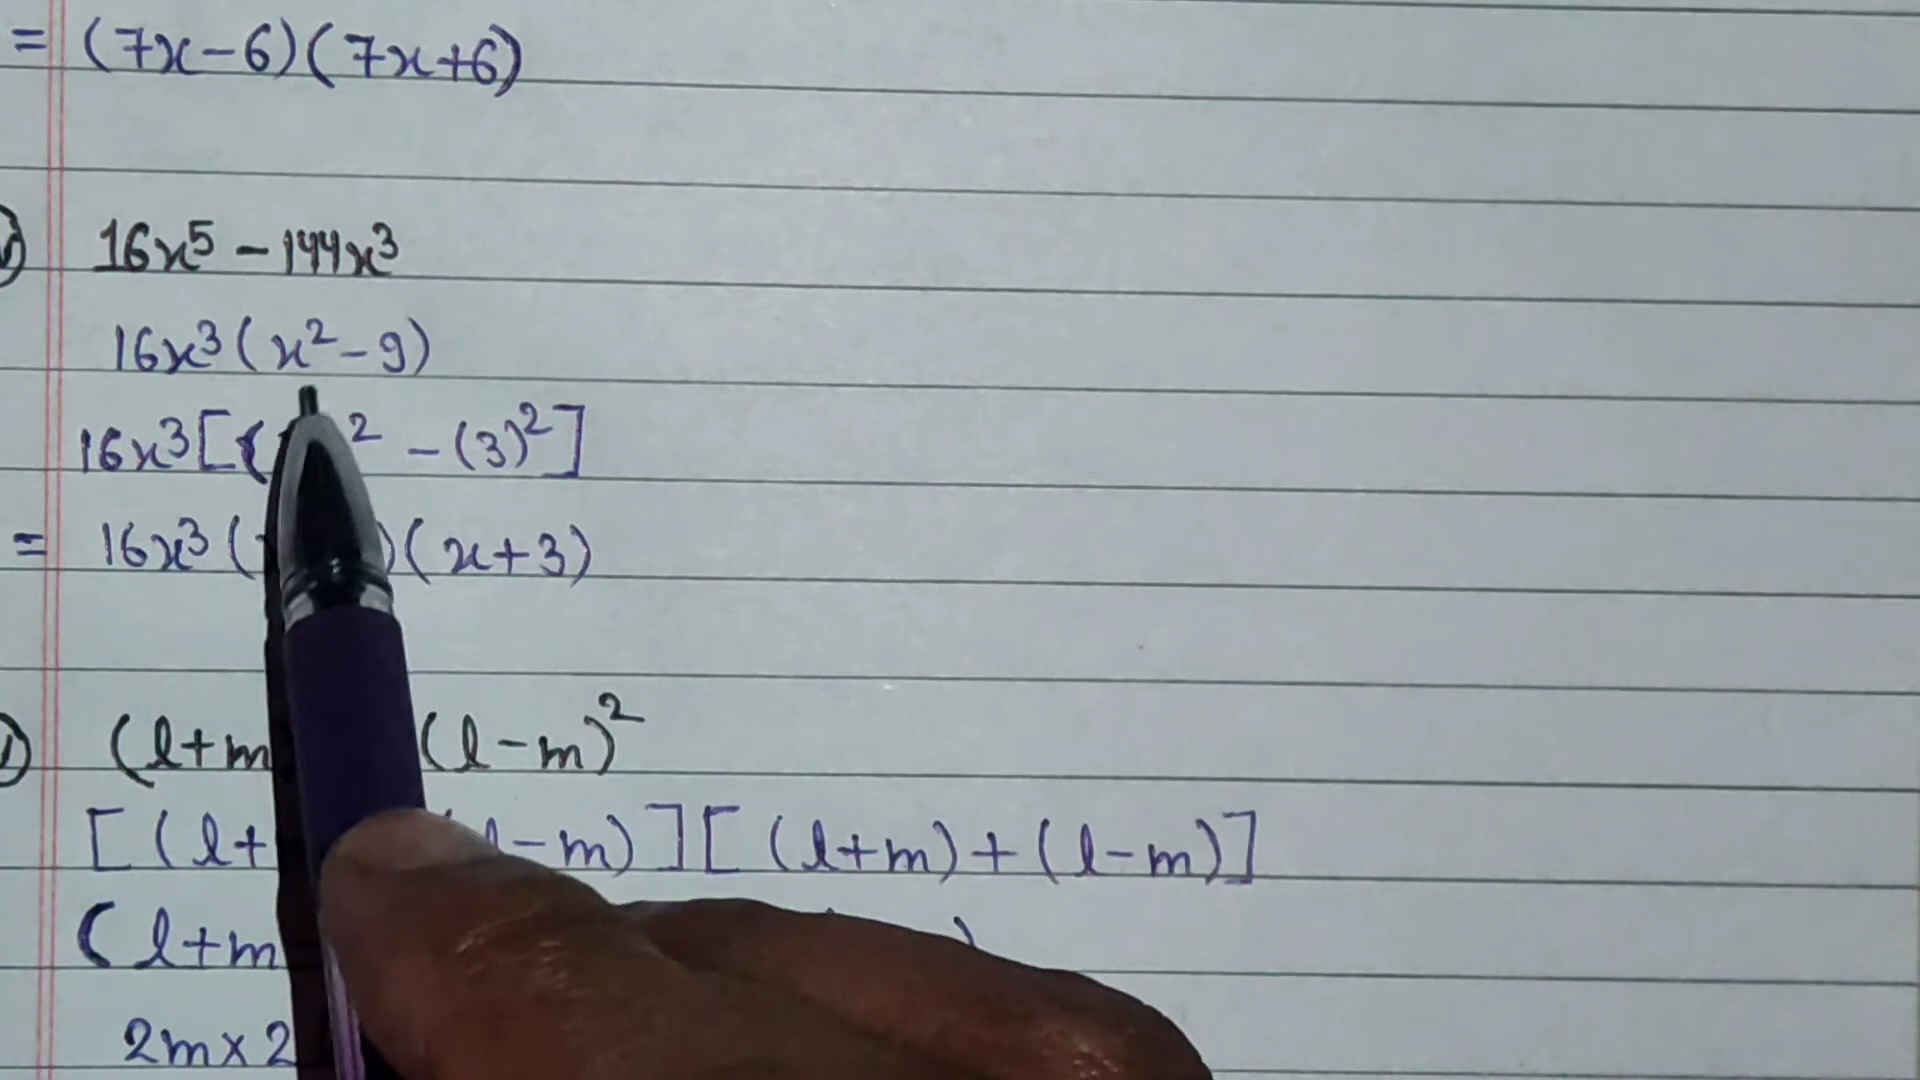 = (7x-6)(7x+6)
16x⁵ - 144x³
16x³(x² - 9)
16x³[( ² - (3)²]
= 16x³( )(x+3)
(l+m (l-m)²
[(l+ l-m)][(l+m)+(l-m)]
(l+m )
2m×2